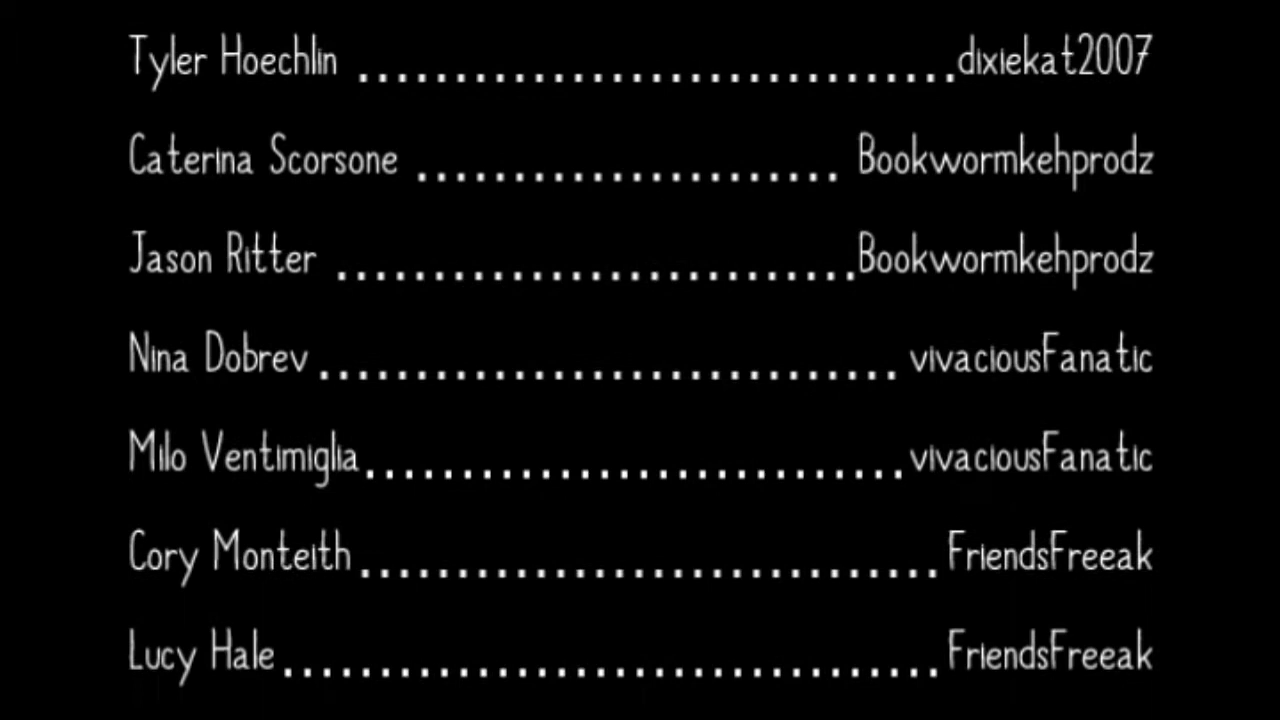 Tyler Hoechlin ...............................dixiekat2007
Caterina Scorsone ...................... Bookwormkehprodz
Jason Ritter ...........................Bookwormkehprodz
Nina Dobrev .............................. vivaciousFanatic
Milo Ventimiglia............................vivaciousFanatic
Cory Monteith.............................. FriendsFreeak
Lucy Hale.................................. FriendsFreeak